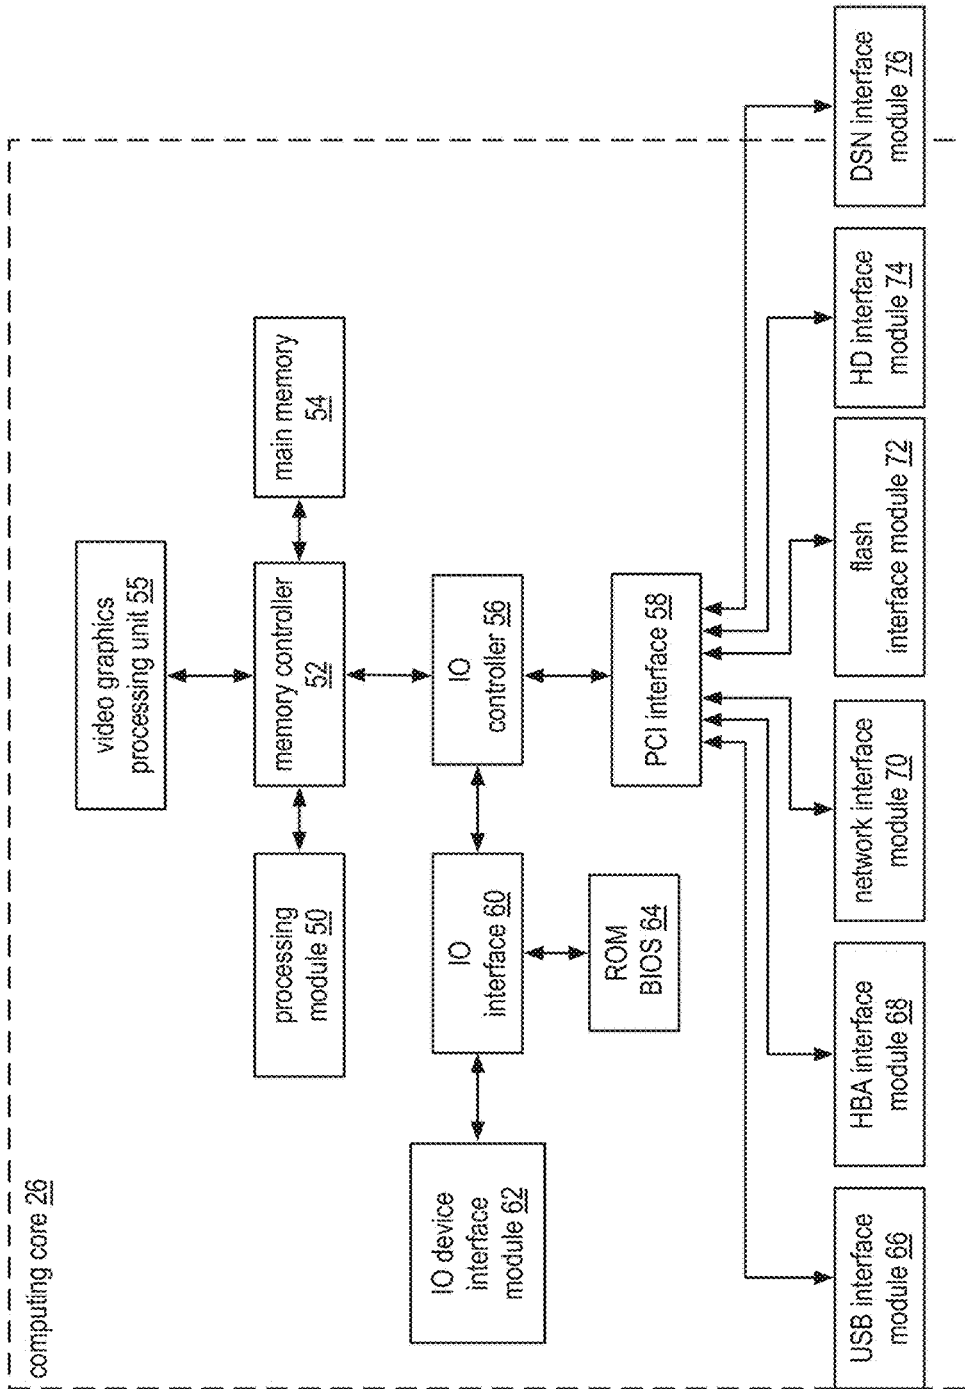 computing core 26
video graphics
processing unit 55
processing
module 50
memory controller
52
main memory
54
IO device
interface
module 62
IO
interface 60
IO
controller 56
ROM
BIOS 64
PCI interface 58
USB interface
module 66
HBA interface
module 68
network interface
module 70
flash
interface module 72
HD interface
module 74
DSN interface
module 76